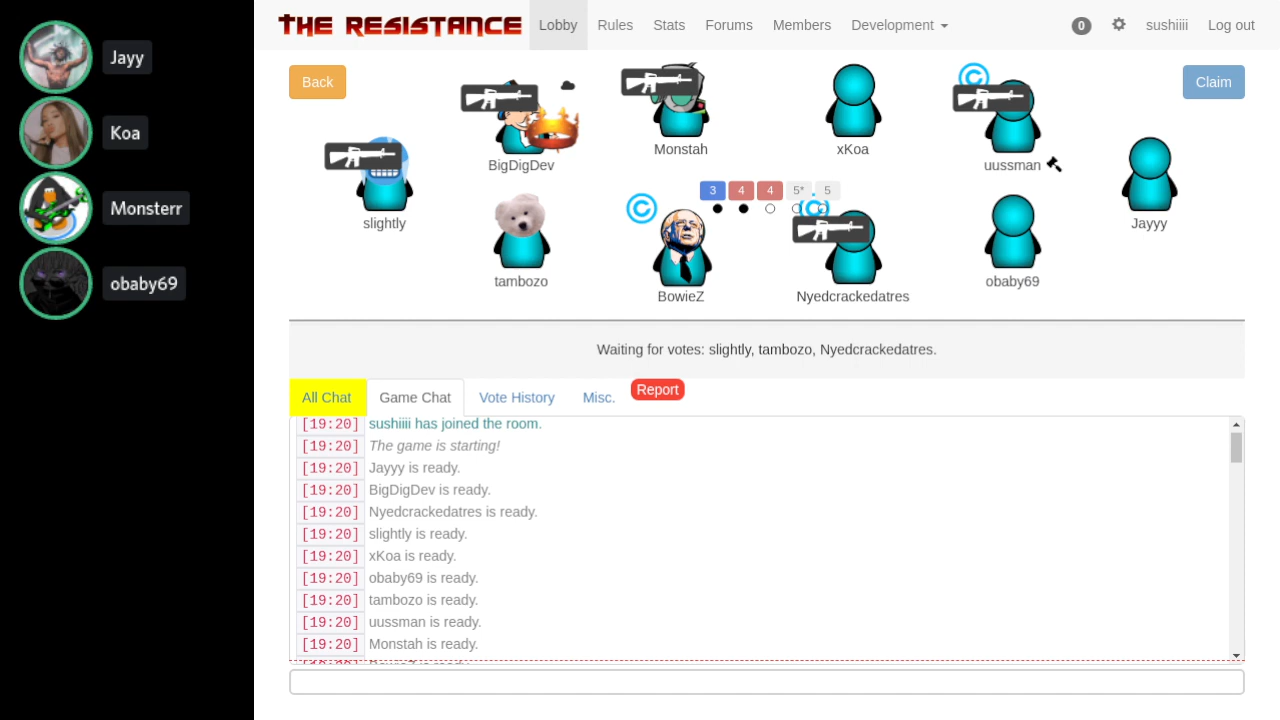 Jayy
Koa
Monsterr
obaby69
THE RESISTANCE Lobby Rules Stats Forums Members Development 0 sushiiii Log out
Back
Claim
BigDigDev
Monstah
xKoa
uussman
slightly
Jayyy
3 4 4 5* 5
tambozo
BowieZ
Nyedcrackedatres
obaby69
Waiting for votes: slightly, tambozo, Nyedcrackedatres.
All Chat Game Chat Vote History Misc. Report
[19:20] sushiiii has joined the room.
[19:20] The game is starting!
[19:20] Jayyy is ready.
[19:20] BigDigDev is ready.
[19:20] Nyedcrackedatres is ready.
[19:20] slightly is ready.
[19:20] xKoa is ready.
[19:20] obaby69 is ready.
[19:20] tambozo is ready.
[19:20] uussman is ready.
[19:20] Monstah is ready.
[19:20] BowieZ is ready.